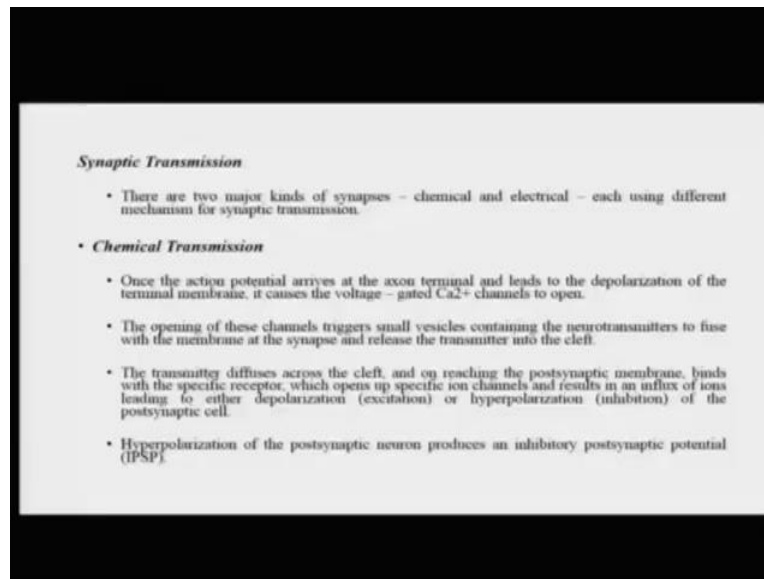 Synaptic Transmission
• There are two major kinds of synapses – chemical and electrical – each using different
mechanism for synaptic transmission.
• Chemical Transmission
• Once the action potential arrives at the axon terminal and leads to the depolarization of the
terminal membrane, it causes the voltage – gated Ca2+ channels to open.
• The opening of these channels triggers small vesicles containing the neurotransmitters to fuse
with the membrane at the synapse and release the transmitter into the cleft.
• The transmitter diffuses across the cleft, and on reaching the postsynaptic membrane, binds
with the specific receptor, which opens up specific ion channels and results in an influx of ions
leading to either depolarization (excitation) or hyperpolarization (inhibition) of the
postsynaptic cell.
• Hyperpolarization of the postsynaptic neuron produces an inhibitory postsynaptic potential
(IPSP).